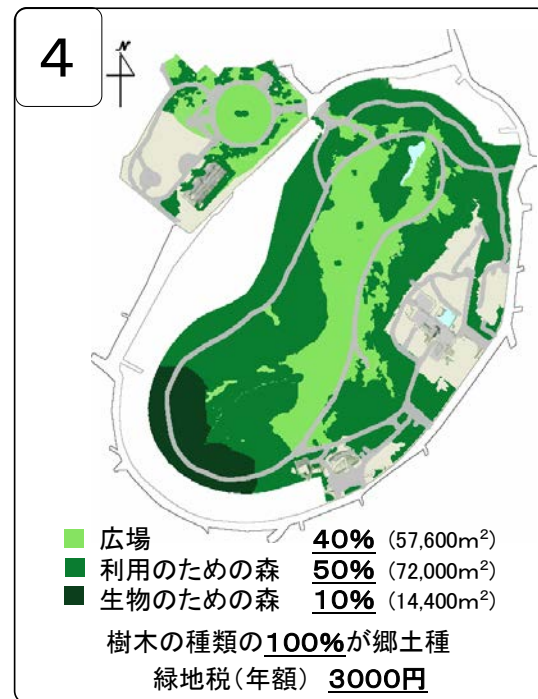 4
N
広場 40% (57,600m²)
利用のための森 50% (72,000m²)
生物のための森 10% (14,400m²)
樹木の種類の100%が郷土種
緑地税(年額) 3000円